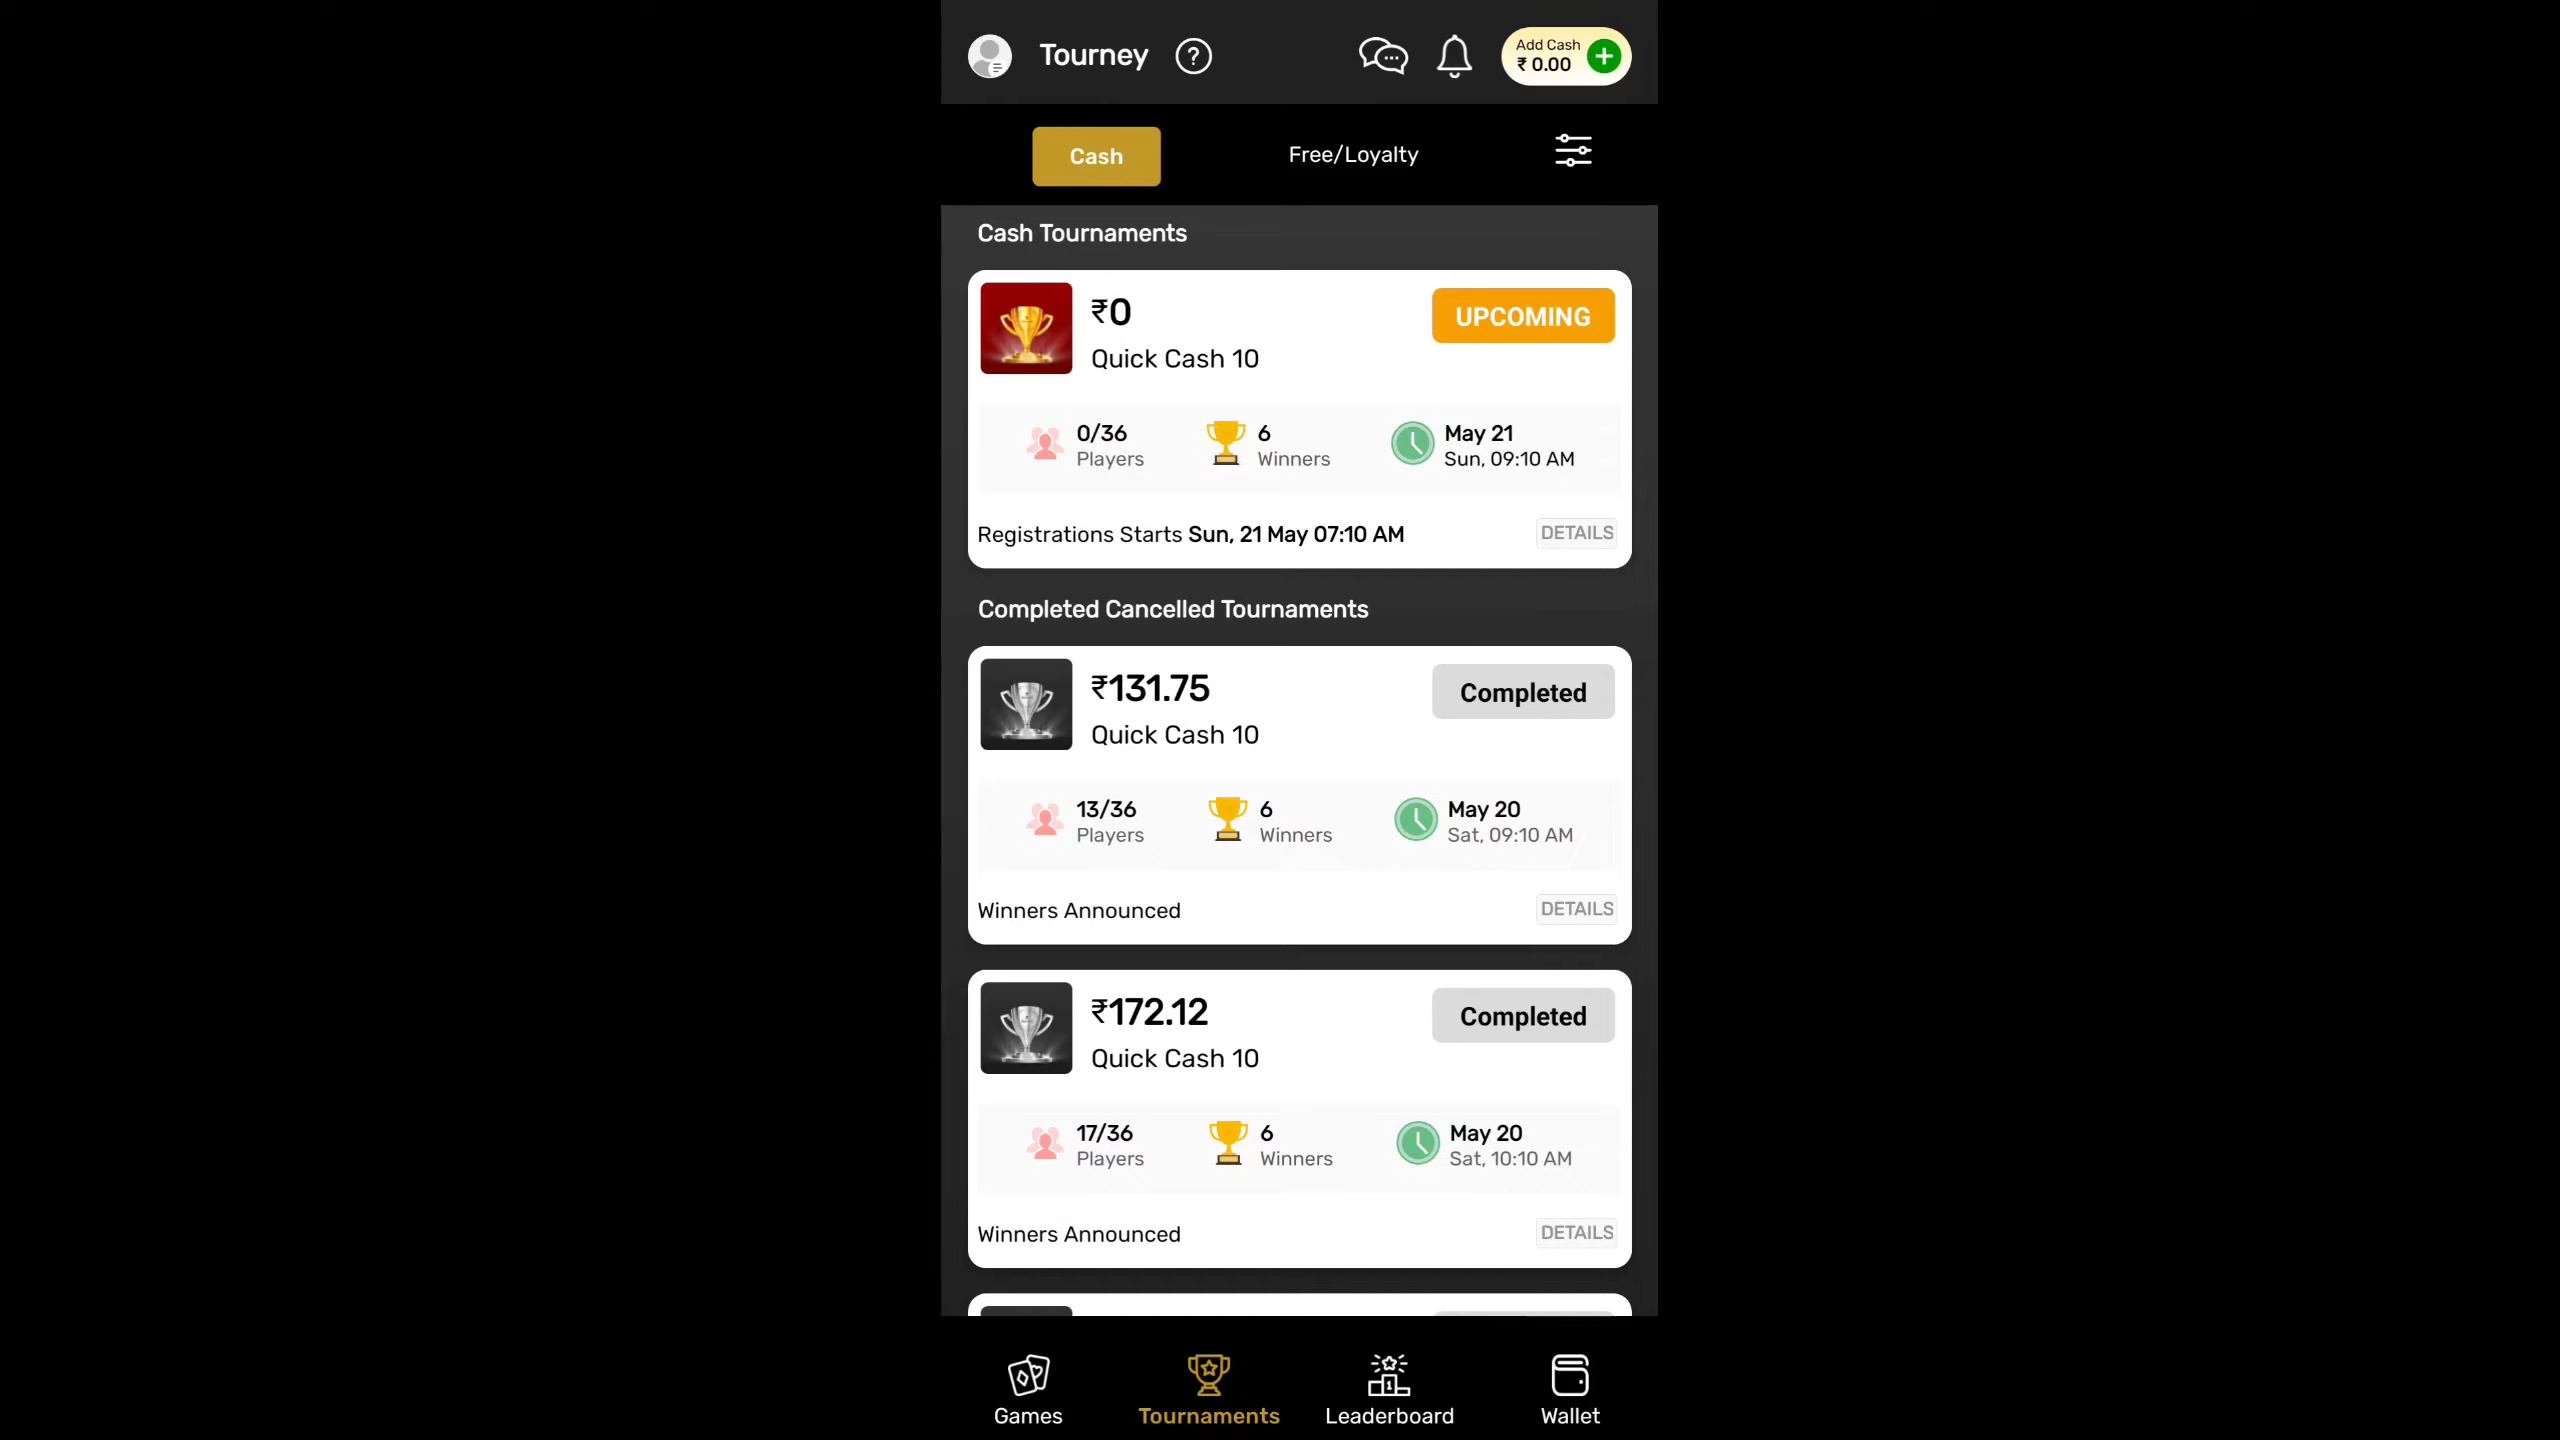 Tourney ?
Add Cash
₹ 0.00
Cash
Free/Loyalty
Cash Tournaments
₹0
UPCOMING
Quick Cash 10
0/36
Players
6
Winners
May 21
Sun, 09:10 AM
Registrations Starts Sun, 21 May 07:10 AM
DETAILS
Completed Cancelled Tournaments
₹131.75
Completed
Quick Cash 10
13/36
Players
6
Winners
May 20
Sat, 09:10 AM
Winners Announced
DETAILS
₹172.12
Completed
Quick Cash 10
17/36
Players
6
Winners
May 20
Sat, 10:10 AM
Winners Announced
DETAILS
Games
Tournaments
Leaderboard
Wallet